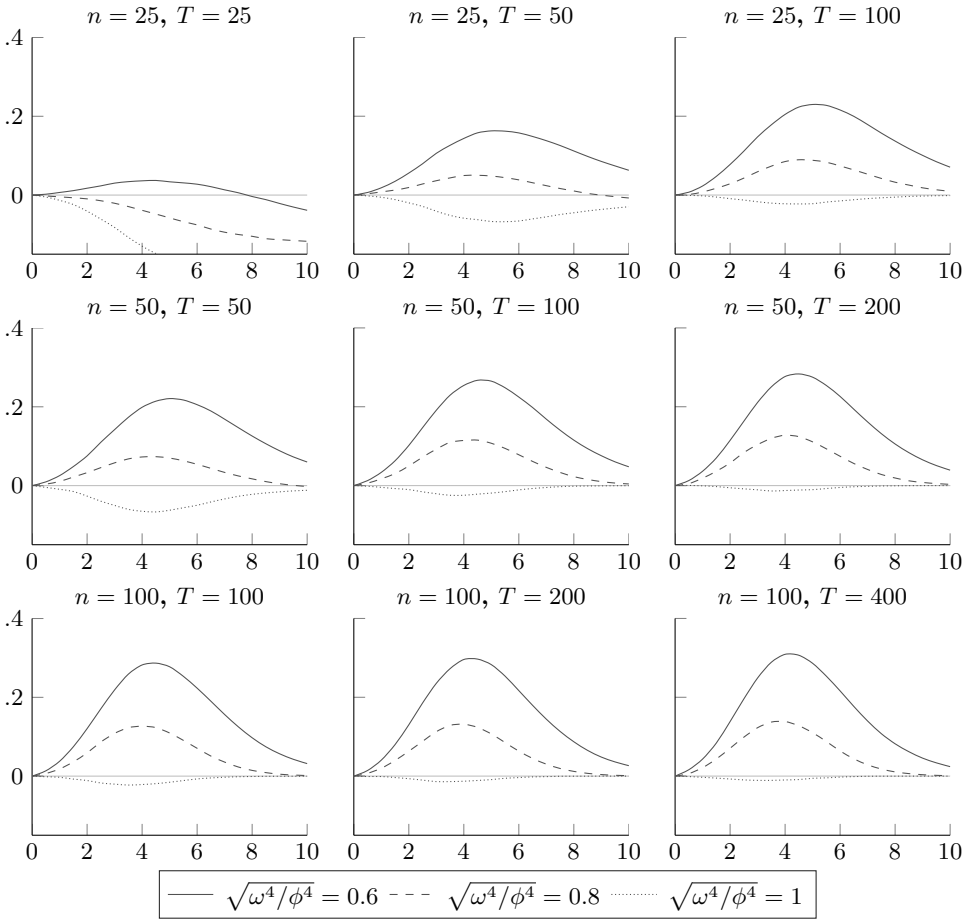 n = 25, T = 25
n = 25, T = 50
n = 25, T = 100
.4
.2
0
0 2 4 6 8 10
0 2 4 6 8 10
0 2 4 6 8 10
n = 50, T = 50
n = 50, T = 100
n = 50, T = 200
.4
.2
0
0 2 4 6 8 10
0 2 4 6 8 10
0 2 4 6 8 10
n = 100, T = 100
n = 100, T = 200
n = 100, T = 400
.4
.2
0
0 2 4 6 8 10
0 2 4 6 8 10
0 2 4 6 8 10
√ω⁴/ϕ⁴ = 0.6 √ω⁴/ϕ⁴ = 0.8 √ω⁴/ϕ⁴ = 1